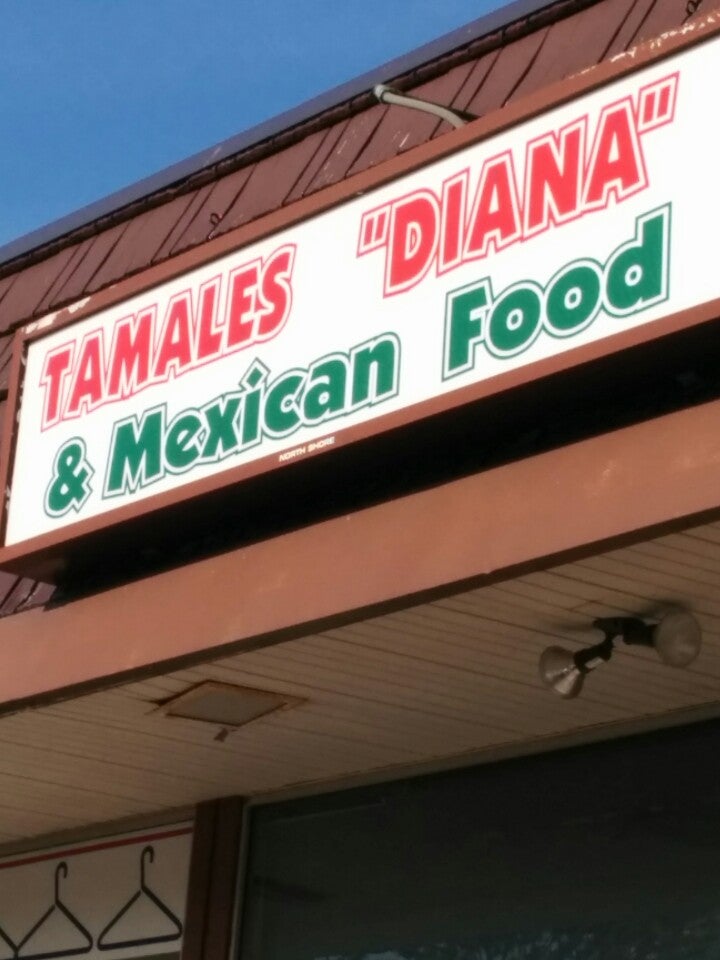 TAMALES "DIANA"
& Mexican Food
NORTH SHORE